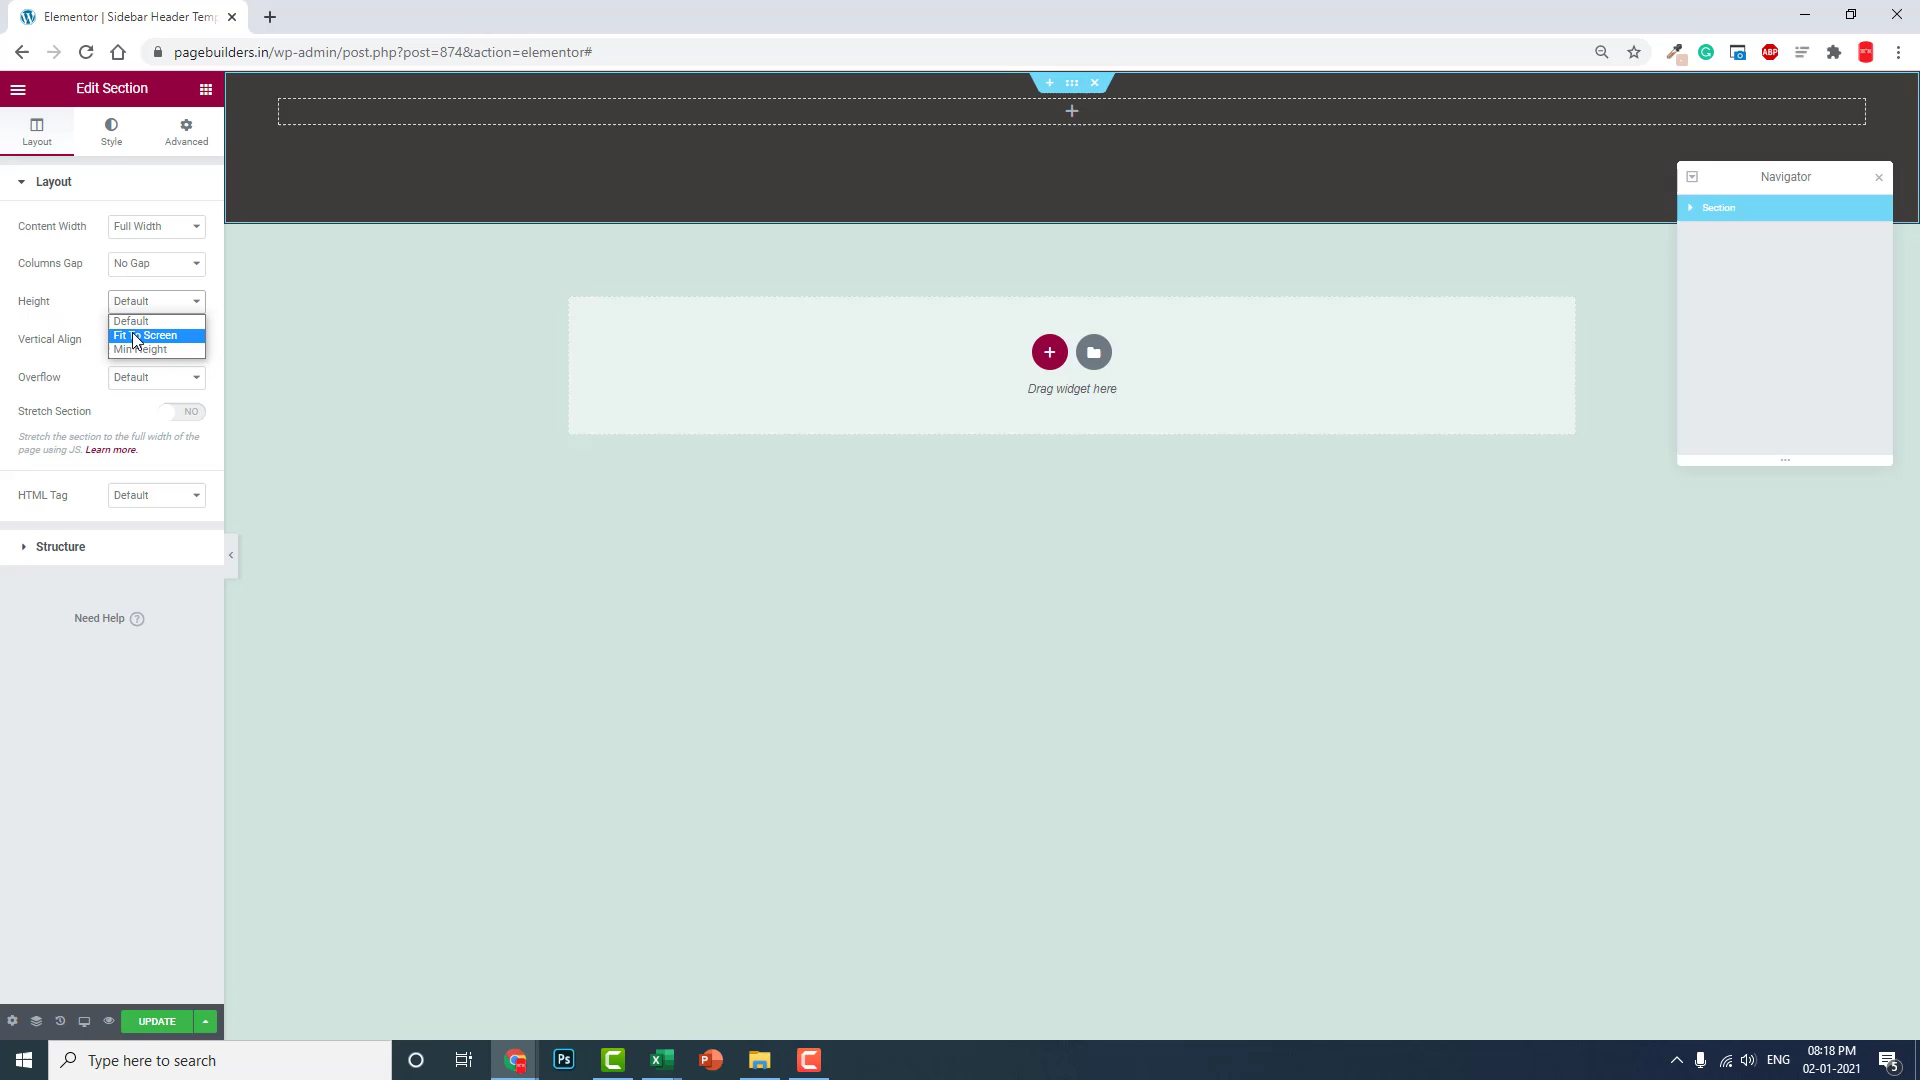 Elementor | Sidebar Header Temp
pagebuilders.in/wp-admin/post.php?post=874&action=elementor#
ABP
Edit Section
Layout
Style
Advanced
Layout
Content Width
Full Width
Columns Gap
No Gap
Height
Default
Default
Fit To Screen
Min Height
Vertical Align
Overflow
Default
Stretch Section
NO
Stretch the section to the full width of the
page using JS. Learn more.
HTML Tag
Default
Structure
Need Help ?
UPDATE
Drag widget here
Navigator
Section
Type here to search
Ps
ENG
08:18 PM
02-01-2021
5